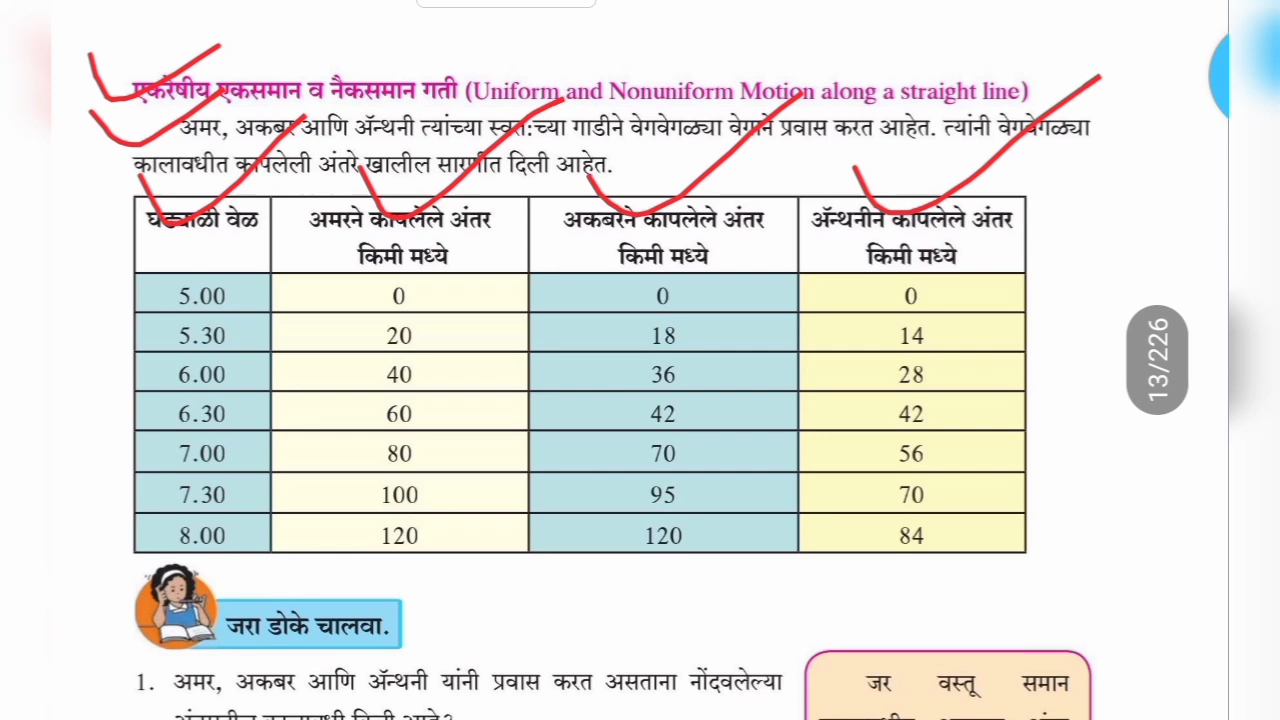 एकरेषीय एकसमान व नैकसमान गती (Uniform and Nonuniform Motion along a straight line)
अमर, अकबर आणि ॲन्थनी त्यांच्या स्वत:च्या गाडीने वेगवेगळ्या वेगाने प्रवास करत आहेत. त्यांनी वेगवेगळ्या
कालावधीत कापलेली अंतरे खालील सारणीत दिली आहेत.
घड्याळी वेळ अमरने कापलेले अंतर किमी मध्ये अकबरने कापलेले अंतर किमी मध्ये ॲन्थनीने कापलेले अंतर किमी मध्ये
5.00 0 0 0
5.30 20 18 14
6.00 40 36 28
6.30 60 42 42
7.00 80 70 56
7.30 100 95 70
8.00 120 120 84
13/226
जरा डोके चालवा.
1. अमर, अकबर आणि ॲन्थनी यांनी प्रवास करत असताना नोंदवलेल्या
जर वस्तू समान